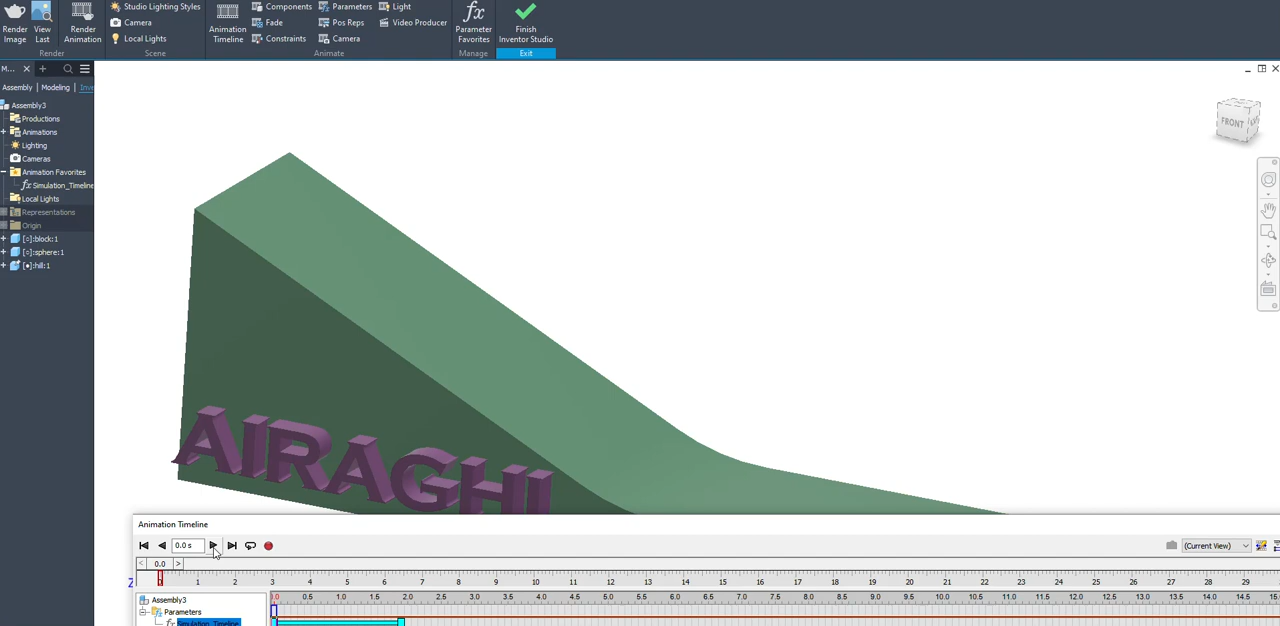 Studio Lighting Styles
Components
Parameters
Light
Camera
Fade
Pos Reps
Video Producer
Local Lights
Constraints
Camera
Render Image
View Last
Render Animation
Animation Timeline
Parameter Favorites
Finish Inventor Studio
Render
Scene
Animate
Manage
Exit
M...
Assembly
Modeling
Inve
Assembly3
Productions
Animations
Lighting
Cameras
Animation Favorites
fx Simulation_Timeline
Local Lights
Representations
Origin
[○]:block:1
[○]:sphere:1
[●]:hill:1
FRONT
AIRAGHI
Animation Timeline
0.0 s
(Current View)
< 0.0 >
Z
1 2 3 4 5 6 7 8 9 10 11 12 13 14 15 16 17 18 19 20 21 22 23 24 25 26 27 28 29
Assembly3
0.5 1.0 1.5 2.0 2.5 3.0 3.5 4.0 4.5 5.0 5.5 6.0 6.5 7.0 7.5 8.0 8.5 9.0 9.5 10.0 10.5 11.0 11.5 12.0 12.5 13.0 13.5 14.0 14.5
Parameters
fx Simulation_Timeline